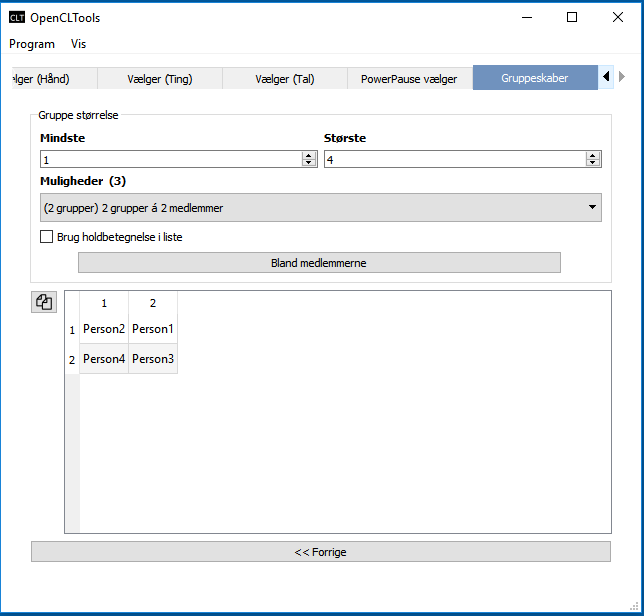 CLT OpenCLTools
Program Vis
elger (Hånd) Vælger (Ting) Vælger (Tal) PowerPause vælger Gruppeskaber
Gruppe størrelse
Mindste Største
1 4
Muligheder (3)
(2 grupper) 2 grupper á 2 medlemmer
Brug holdbetegnelse i liste
Bland medlemmerne
1 2
1 Person2 Person1
2 Person4 Person3
<< Forrige